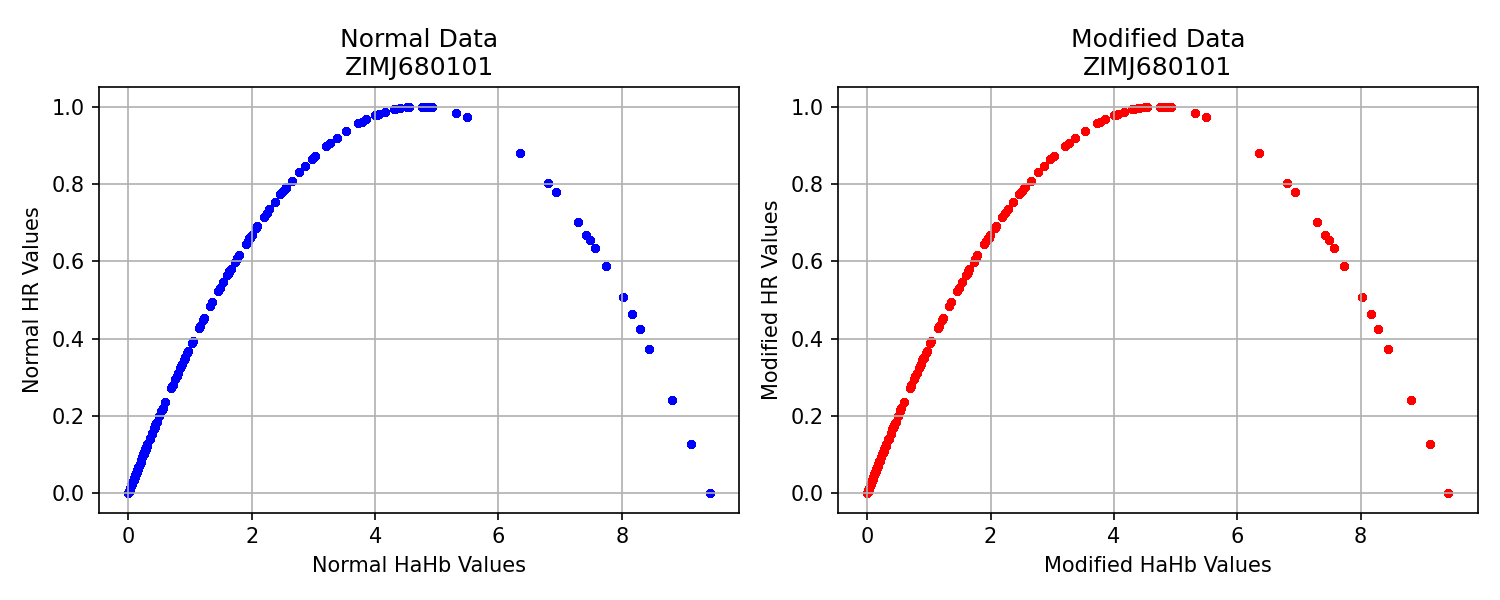 Normal Data
ZIMJ680101
1.0
0.8
0.6
0.4
0.2
0.0
Normal HR Values
0 2 4 6 8
Normal HaHb Values
Modified Data
ZIMJ680101
1.0
0.8
0.6
0.4
0.2
0.0
Modified HR Values
0 2 4 6 8
Modified HaHb Values